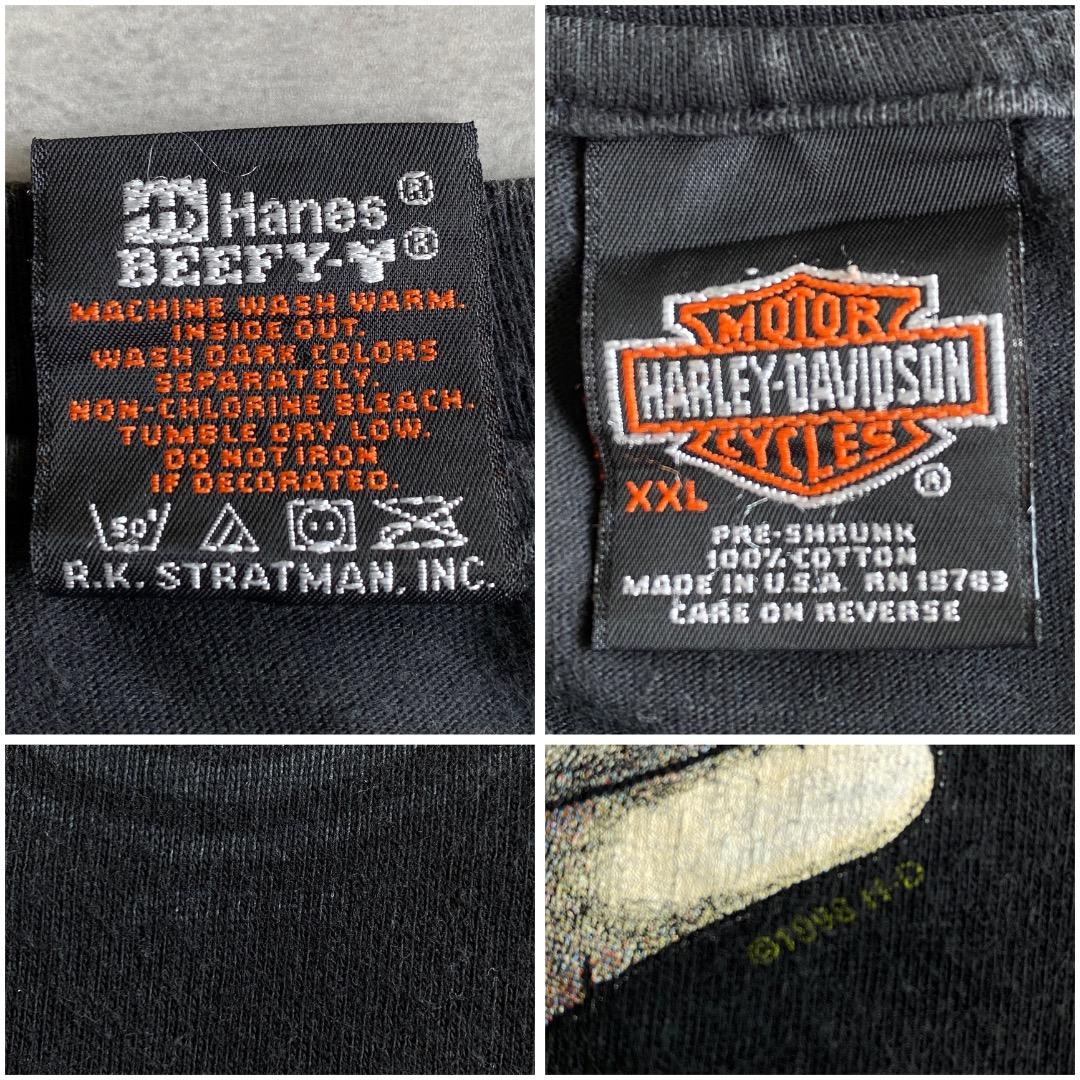 Hanes®
BEEFY-T®
MACHINE WASH WARM.
INSIDE OUT.
WASH DARK COLORS
SEPARATELY.
NON-CHLORINE BLEACH.
TUMBLE DRY LOW.
DO NOT IRON
IF DECORATED.
50°
R.K. STRATMAN, INC.
MOTOR
HARLEY-DAVIDSON
CYCLES
®
XXL
PRE-SHRUNK
100% COTTON
MADE IN U.S.A. RN 15763
CARE ON REVERSE
©1998 H-D